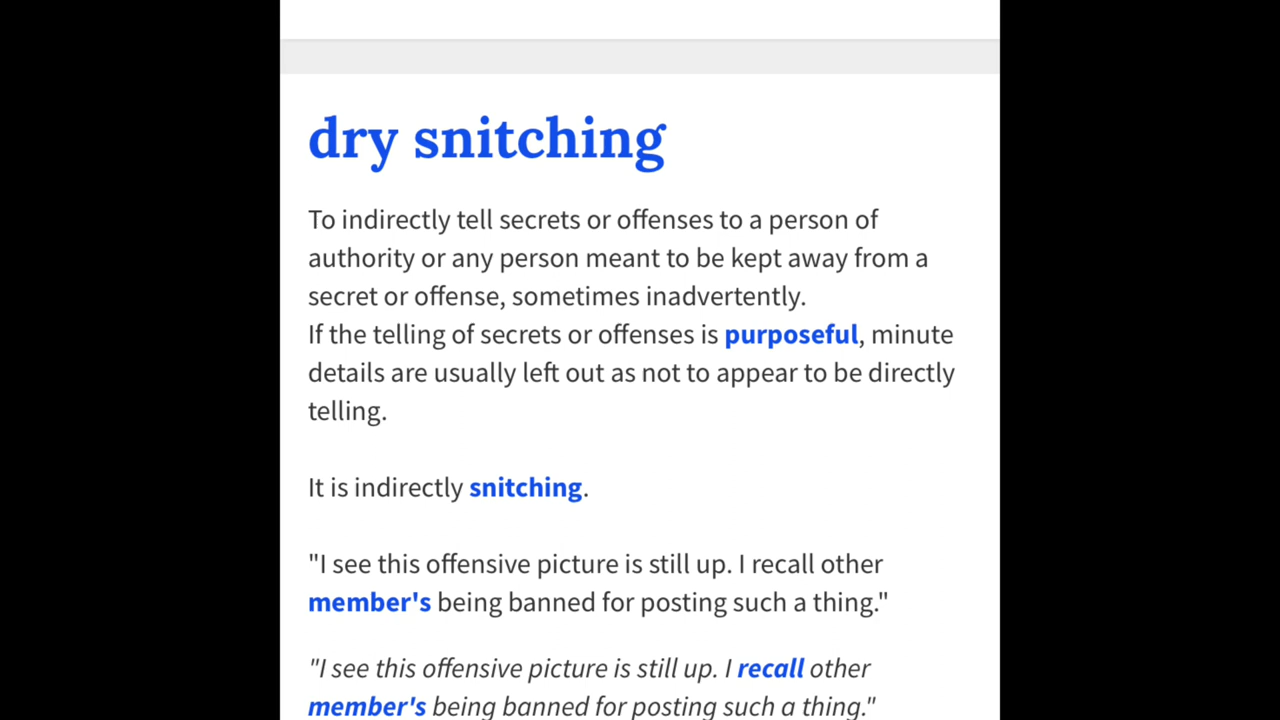 dry snitching
To indirectly tell secrets or offenses to a person of
authority or any person meant to be kept away from a
secret or offense, sometimes inadvertently.
If the telling of secrets or offenses is purposeful, minute
details are usually left out as not to appear to be directly
telling.
It is indirectly snitching.
"I see this offensive picture is still up. I recall other
member's being banned for posting such a thing."
"I see this offensive picture is still up. I recall other
member's being banned for posting such a thing."